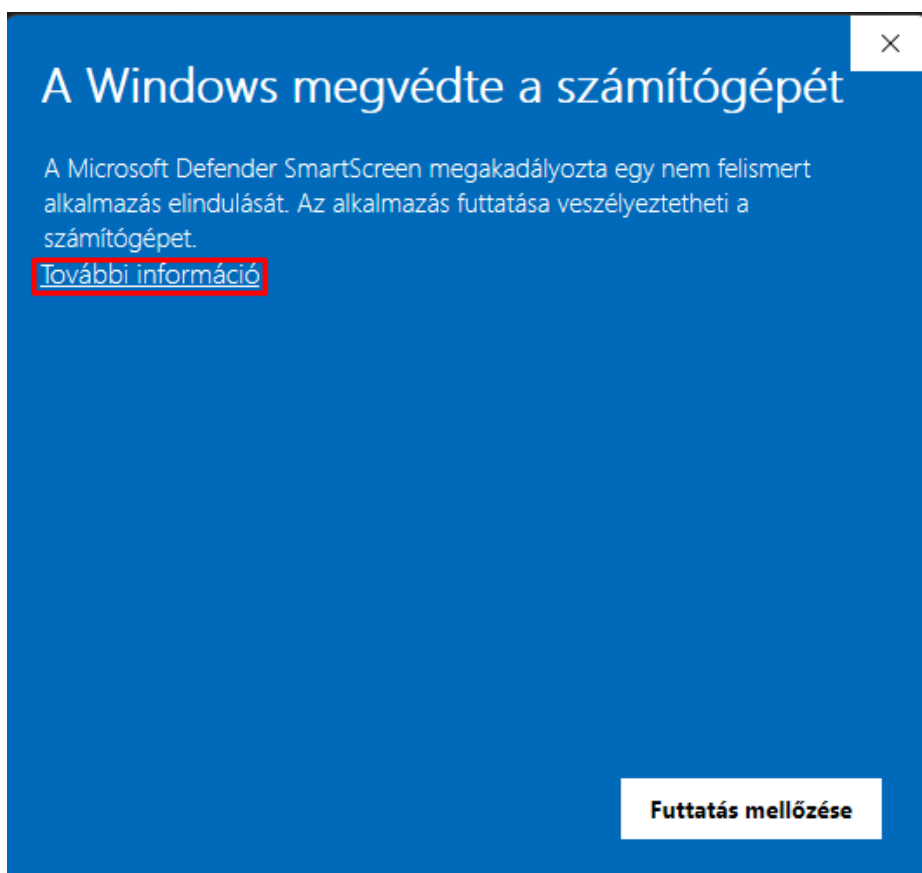 A Windows megvédte a számítógépét
A Microsoft Defender SmartScreen megakadályozta egy nem felismert
alkalmazás elindulását. Az alkalmazás futtatása veszélyeztetheti a
számítógépet.
További információ
Futtatás mellőzése